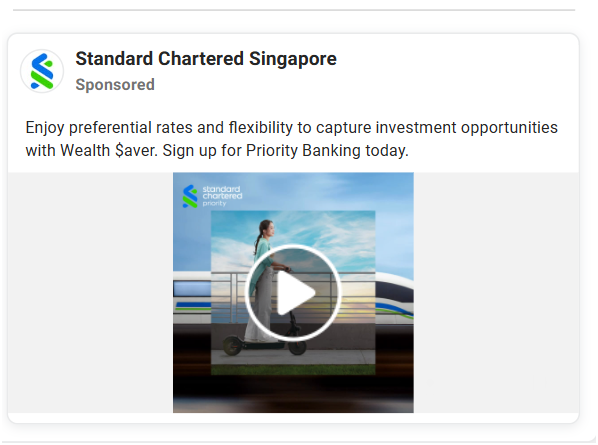 Standard Chartered Singapore
Sponsored
Enjoy preferential rates and flexibility to capture investment opportunities
with Wealth $aver. Sign up for Priority Banking today.
standard
chartered
priority